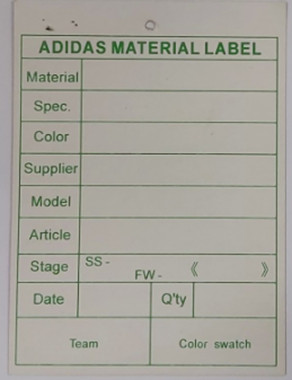 ADIDAS MATERIAL LABEL
Material
Spec.
Color
Supplier
Model
Article
Stage SS -
FW - 《 》
Date Q'ty
Team Color swatch